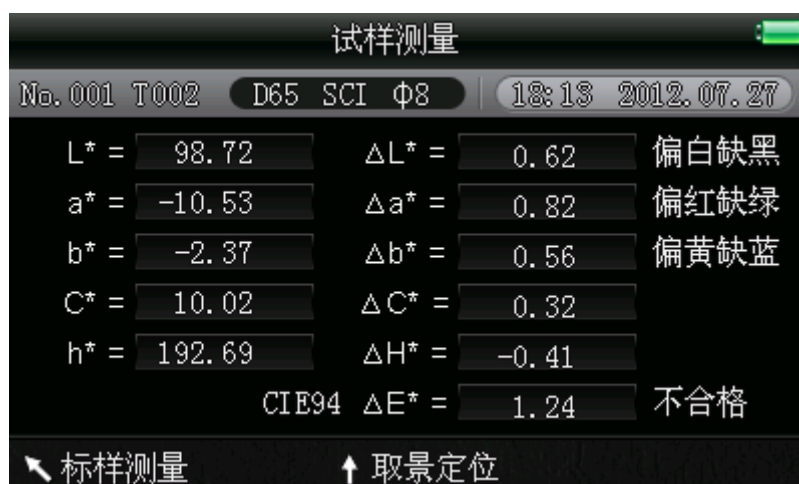 试样测量
No.001 T002 D65 SCI Φ8 18:13 2012.07.27
L* = 98.72 ΔL* = 0.62 偏白缺黑
a* = -10.53 Δa* = 0.82 偏红缺绿
b* = -2.37 Δb* = 0.56 偏黄缺蓝
C* = 10.02 ΔC* = 0.32
h* = 192.69 ΔH* = -0.41
CIE94 ΔE* = 1.24 不合格
标样测量 取景定位